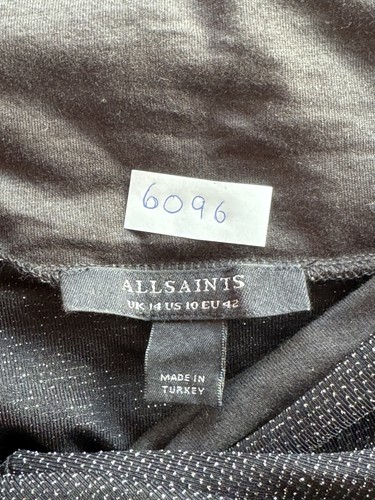 6096
ALLSAINTS
UK 14 US 10 EU 42
MADE IN
TURKEY